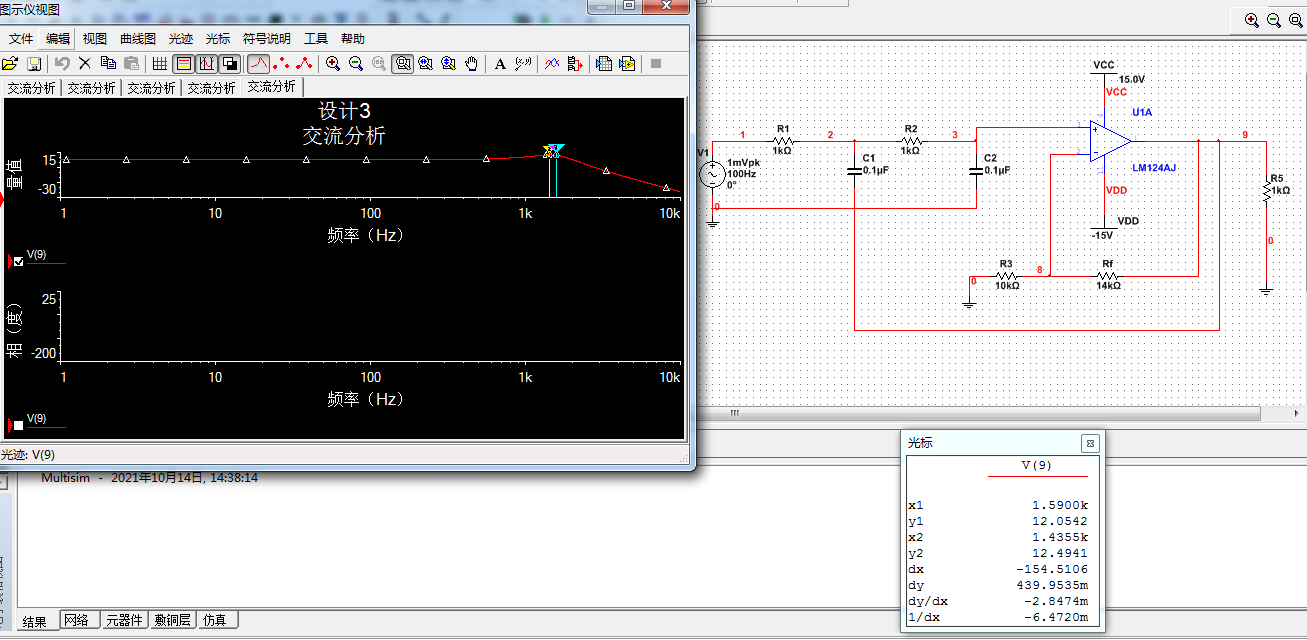 图示仪视图
文件 编辑 视图 曲线图 光迹 光标 符号说明 工具 帮助
交流分析 交流分析 交流分析 交流分析 交流分析
设计3
交流分析
量值
15
-30
1 10 100 1k 10k
频率（Hz）
V(9)
相（度）
25
-200
1 10 100 1k 10k
频率（Hz）
V(9)
光迹: V(9)
VCC
15.0V
VCC
U1A
1
R1
1kΩ
2
R2
1kΩ
3
9
V1
1mVpk
100Hz
0°
C1
0.1µF
C2
0.1µF
LM124AJ
R5
1kΩ
VDD
0
VDD
-15V
0
R3
10kΩ
8
Rf
14kΩ
0
Multisim - 2021年10月14日, 14:38:14
光标
V(9)
x1 1.5900k
y1 12.0542
x2 1.4355k
y2 12.4941
dx -154.5106
dy 439.9535m
dy/dx -2.8474m
1/dx -6.4720m
结果 网络 元器件 敷铜层 仿真